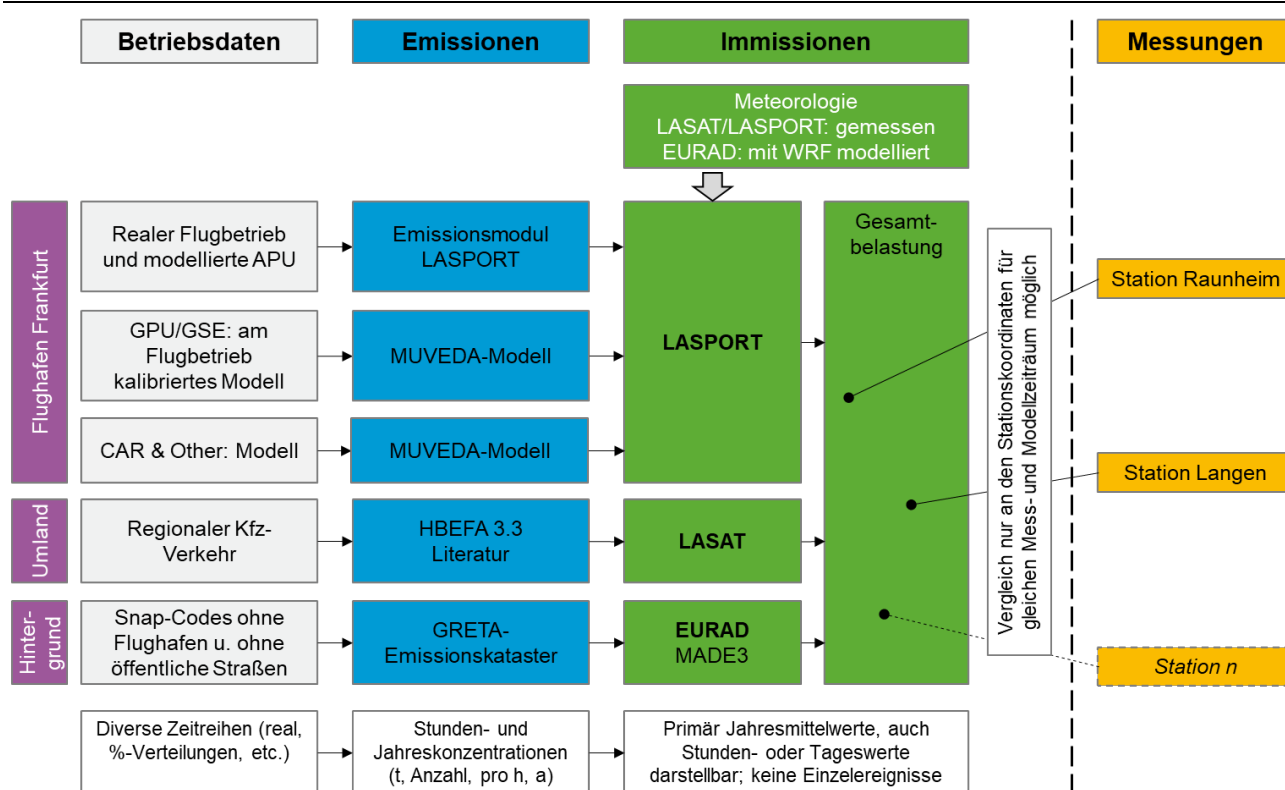 Betriebsdaten
Emissionen
Immissionen
Messungen
Meteorologie
LASAT/LASPORT: gemessen
EURAD: mit WRF modelliert
Flughafen Frankfurt
Realer Flugbetrieb
und modellierte APU
Emissionsmodul
LASPORT
GPU/GSE: am
Flugbetrieb
kalibriertes Modell
MUVEDA-Modell
CAR & Other: Modell
MUVEDA-Modell
LASPORT
Gesamt-
belastung
Vergleich nur an den Stationskoordinaten für
gleichen Mess- und Modellzeiträum möglich
Station Raunheim
Station Langen
Station n
Umland
Regionaler Kfz-
Verkehr
HBEFA 3.3
Literatur
LASAT
Hinter-
grund
Snap-Codes ohne
Flughafen u. ohne
öffentliche Straßen
GRETA-
Emissionskataster
EURAD
MADE3
Diverse Zeitreihen (real,
%-Verteilungen, etc.)
Stunden- und
Jahreskonzentrationen
(t, Anzahl, pro h, a)
Primär Jahresmittelwerte, auch
Stunden- oder Tageswerte
darstellbar; keine Einzelereignisse